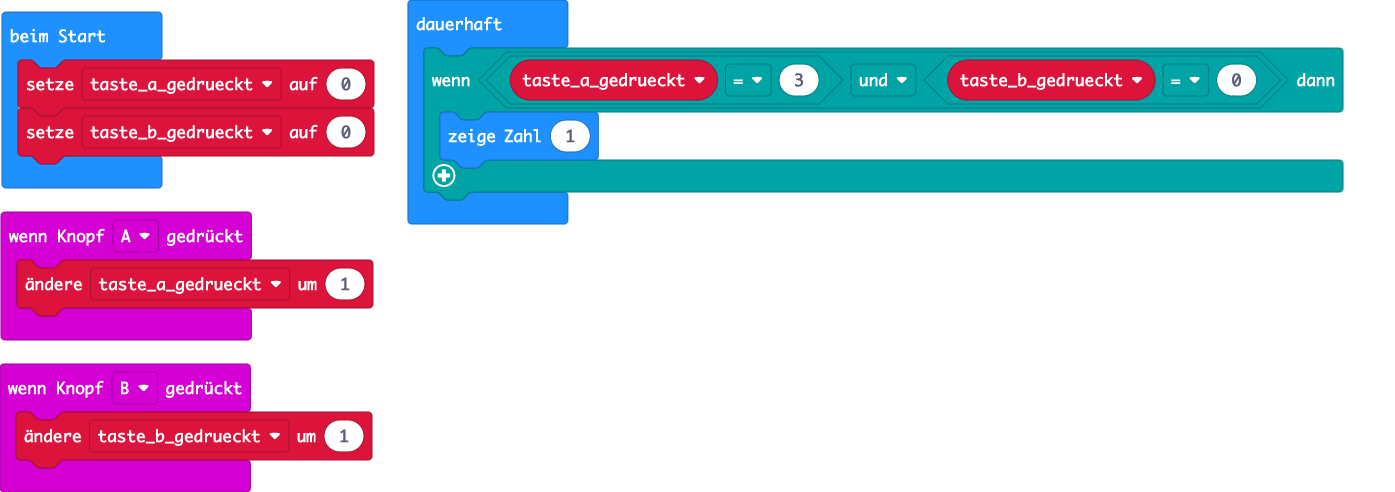 beim Start
setze taste_a_gedrueckt auf 0
setze taste_b_gedrueckt auf 0
wenn Knopf A gedrückt
ändere taste_a_gedrueckt um 1
wenn Knopf B gedrückt
ändere taste_b_gedrueckt um 1
dauerhaft
wenn taste_a_gedrueckt = 3 und taste_b_gedrueckt = 0 dann
zeige Zahl 1